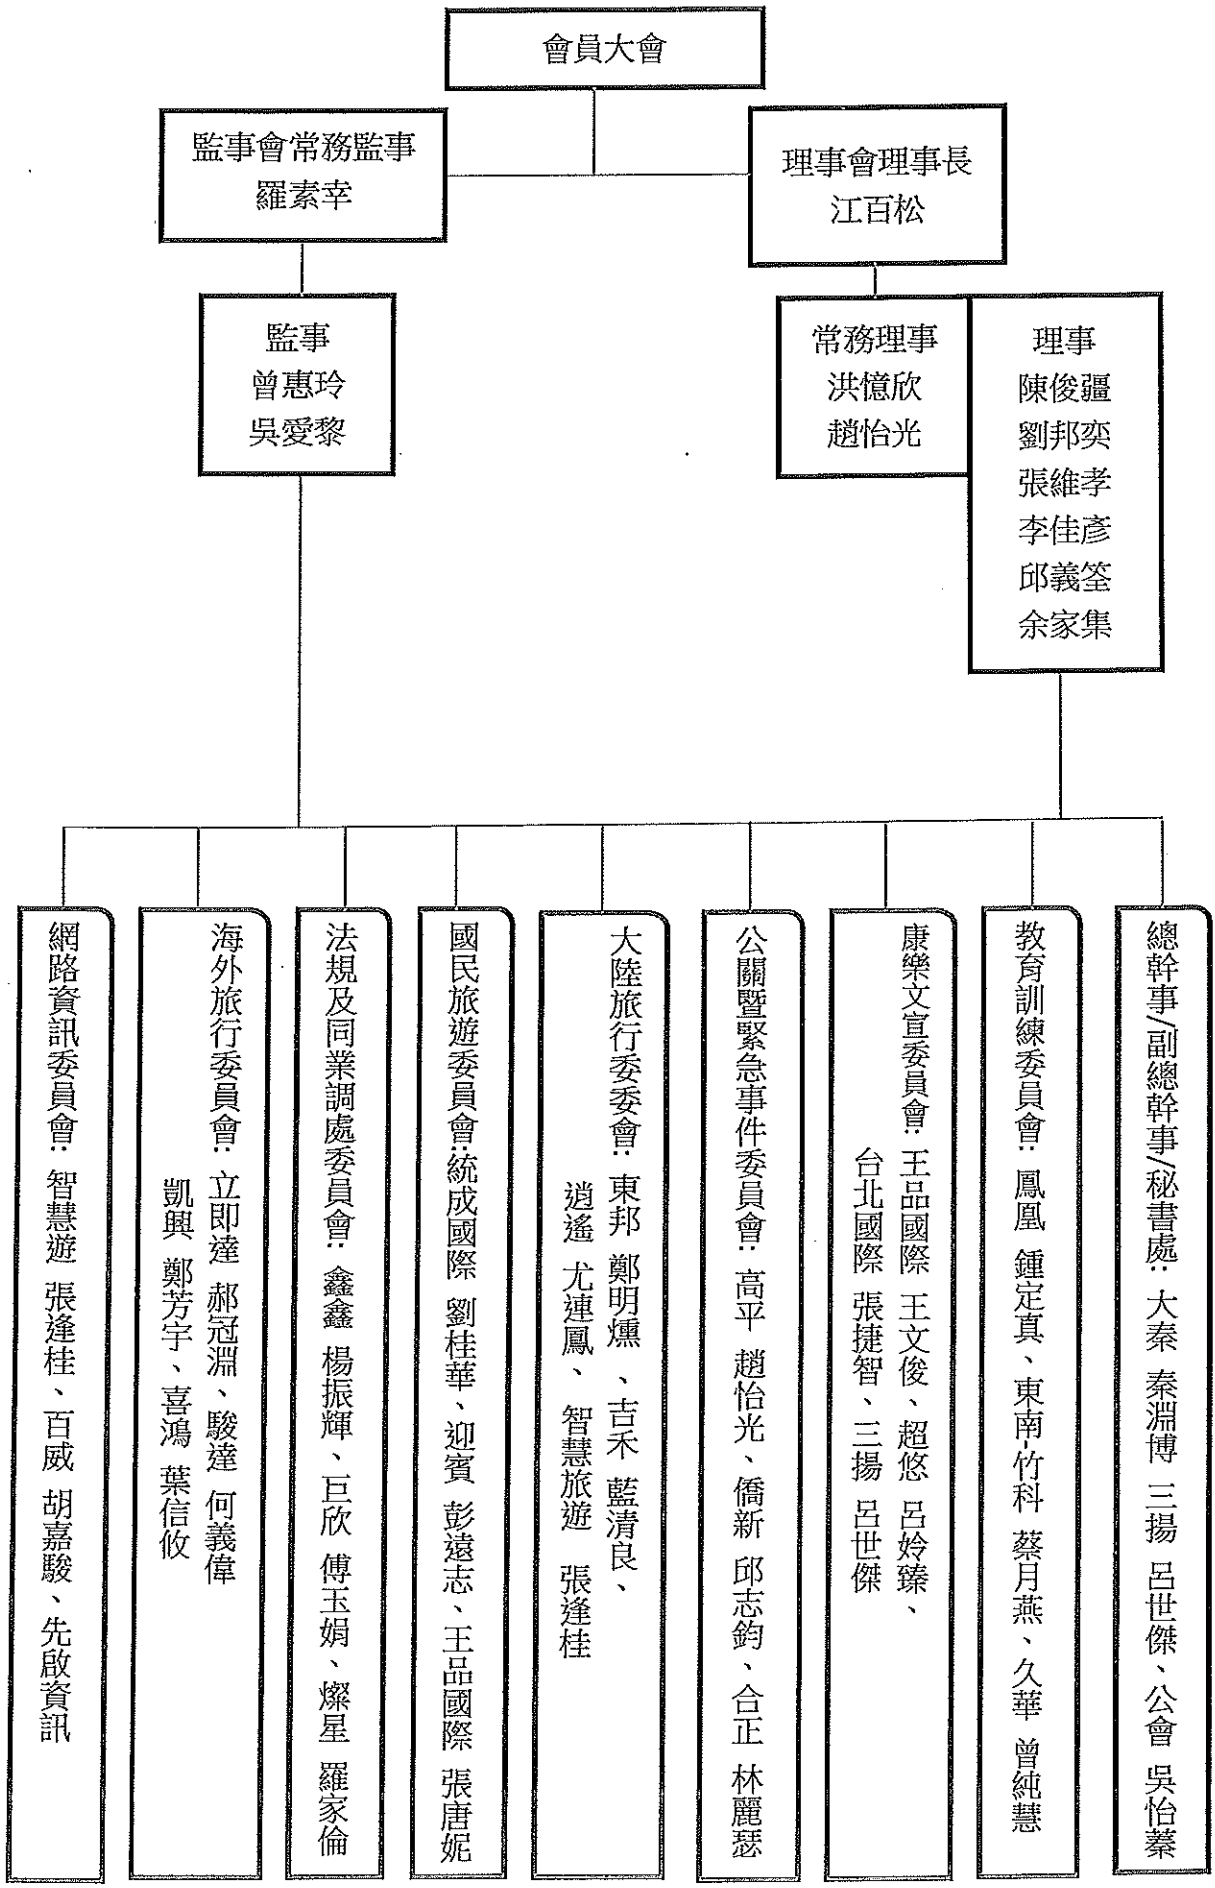 會員大會
監事會常務監事
羅素幸
理事會理事長
江百松
監事
曾惠玲
吳愛黎
常務理事
洪憶欣
趙怡光
理事
陳俊疆
劉邦奕
張維孝
李佳彥
邱義筌
余家集
總幹事/副總幹事/秘書處: 大秦 秦淵博 三揚 呂世傑、公會 吳怡蓁
教育訓練委員會: 鳳凰 鍾定真、東南-竹科 蔡月燕、久華 曾純慧
康樂文宣委員會: 王品國際 王文俊、超悠 呂姈臻、
台北國際 張捷智、三揚 呂世傑
公關暨緊急事件委員會: 高平 趙怡光、僑新 邱志鈞、合正 林麗瑟
大陸旅行委委會: 東邦 鄭明燻 、吉禾 藍清良、
逍遙 尤連鳳、 智慧旅遊 張逢桂
國民旅遊委員會:統成國際 劉桂華、迎賓 彭遠志、王品國際 張唐妮
法規及同業調處委員會: 鑫鑫 楊振輝、巨欣 傅玉娟、燦星 羅家倫
海外旅行委員會: 立即達 郝冠淵、駿達 何義偉
凱興 鄭芳宇、喜鴻 葉信攸
網路資訊委員會: 智慧遊 張逢桂、百威 胡嘉駿、先啟資訊